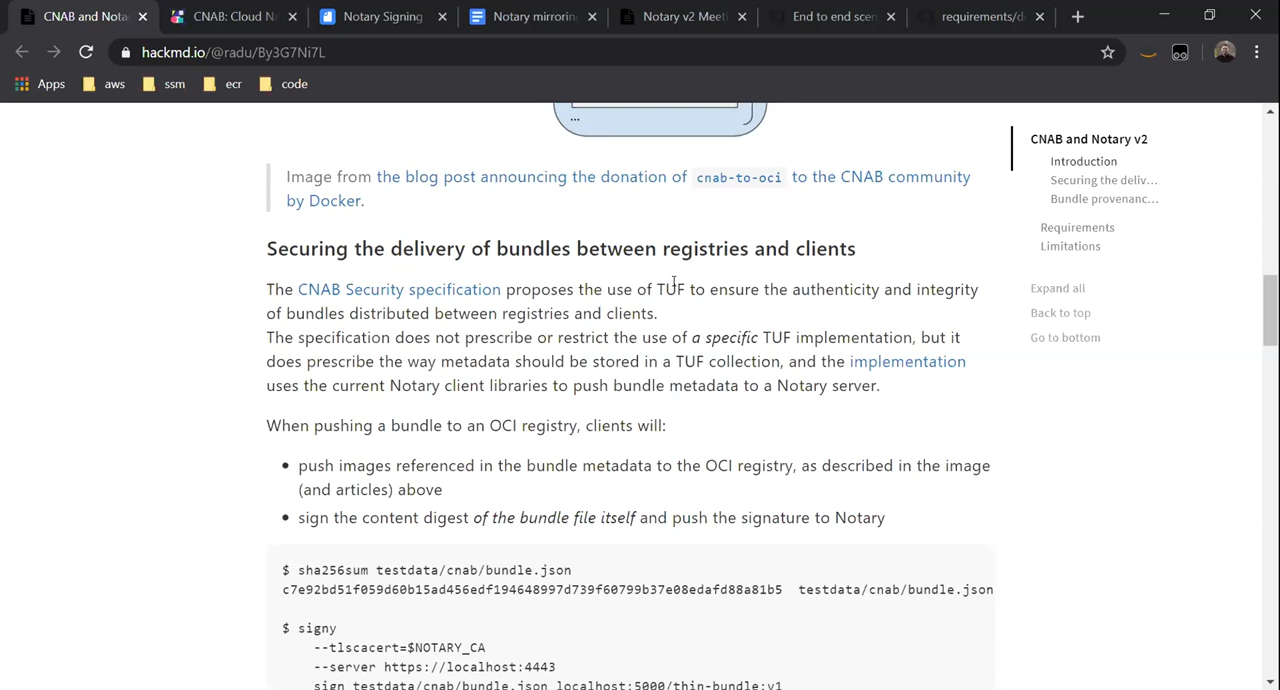 CNAB and Nota
CNAB: Cloud N
Notary Signing
Notary mirrorin
Notary v2 Meet
End to end scen
requirements/d
hackmd.io/@radu/By3G7Ni7L
Apps
aws
ssm
ecr
code
...
Image from the blog post announcing the donation of cnab-to-oci to the CNAB community
by Docker.
Securing the delivery of bundles between registries and clients
The CNAB Security specification proposes the use of TUF to ensure the authenticity and integrity
of bundles distributed between registries and clients.
The specification does not prescribe or restrict the use of a specific TUF implementation, but it
does prescribe the way metadata should be stored in a TUF collection, and the implementation
uses the current Notary client libraries to push bundle metadata to a Notary server.
When pushing a bundle to an OCI registry, clients will:
• push images referenced in the bundle metadata to the OCI registry, as described in the image
(and articles) above
• sign the content digest of the bundle file itself and push the signature to Notary
$ sha256sum testdata/cnab/bundle.json
c7e92bd51f059d60b15ad456edf194648997d739f60799b37e08edafd88a81b5  testdata/cnab/bundle.json
$ signy
--tlscacert=$NOTARY_CA
--server https://localhost:4443
sign testdata/cnab/bundle.json localhost:5000/thin-bundle:v1
CNAB and Notary v2
Introduction
Securing the deliv...
Bundle provenanc...
Requirements
Limitations
Expand all
Back to top
Go to bottom